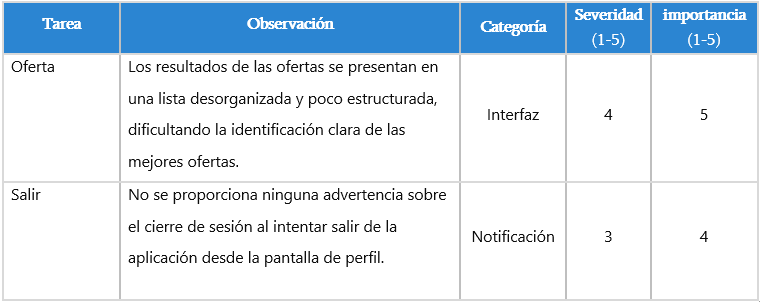 Tarea Observación Categoría Severidad (1-5) importancia (1-5)
Oferta Los resultados de las ofertas se presentan en
una lista desorganizada y poco estructurada,
dificultando la identificación clara de las
mejores ofertas.
Interfaz 4 5
Salir No se proporciona ninguna advertencia sobre
el cierre de sesión al intentar salir de la
aplicación desde la pantalla de perfil.
Notificación 3 4